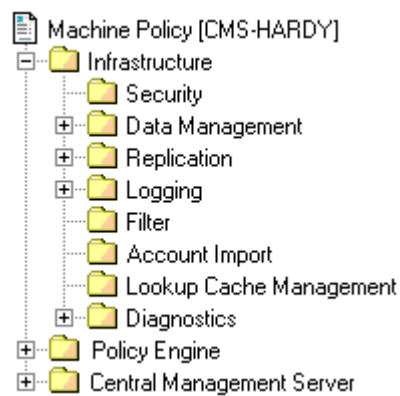 Machine Policy [CMS-HARDY]
Infrastructure
Security
Data Management
Replication
Logging
Filter
Account Import
Lookup Cache Management
Diagnostics
Policy Engine
Central Management Server